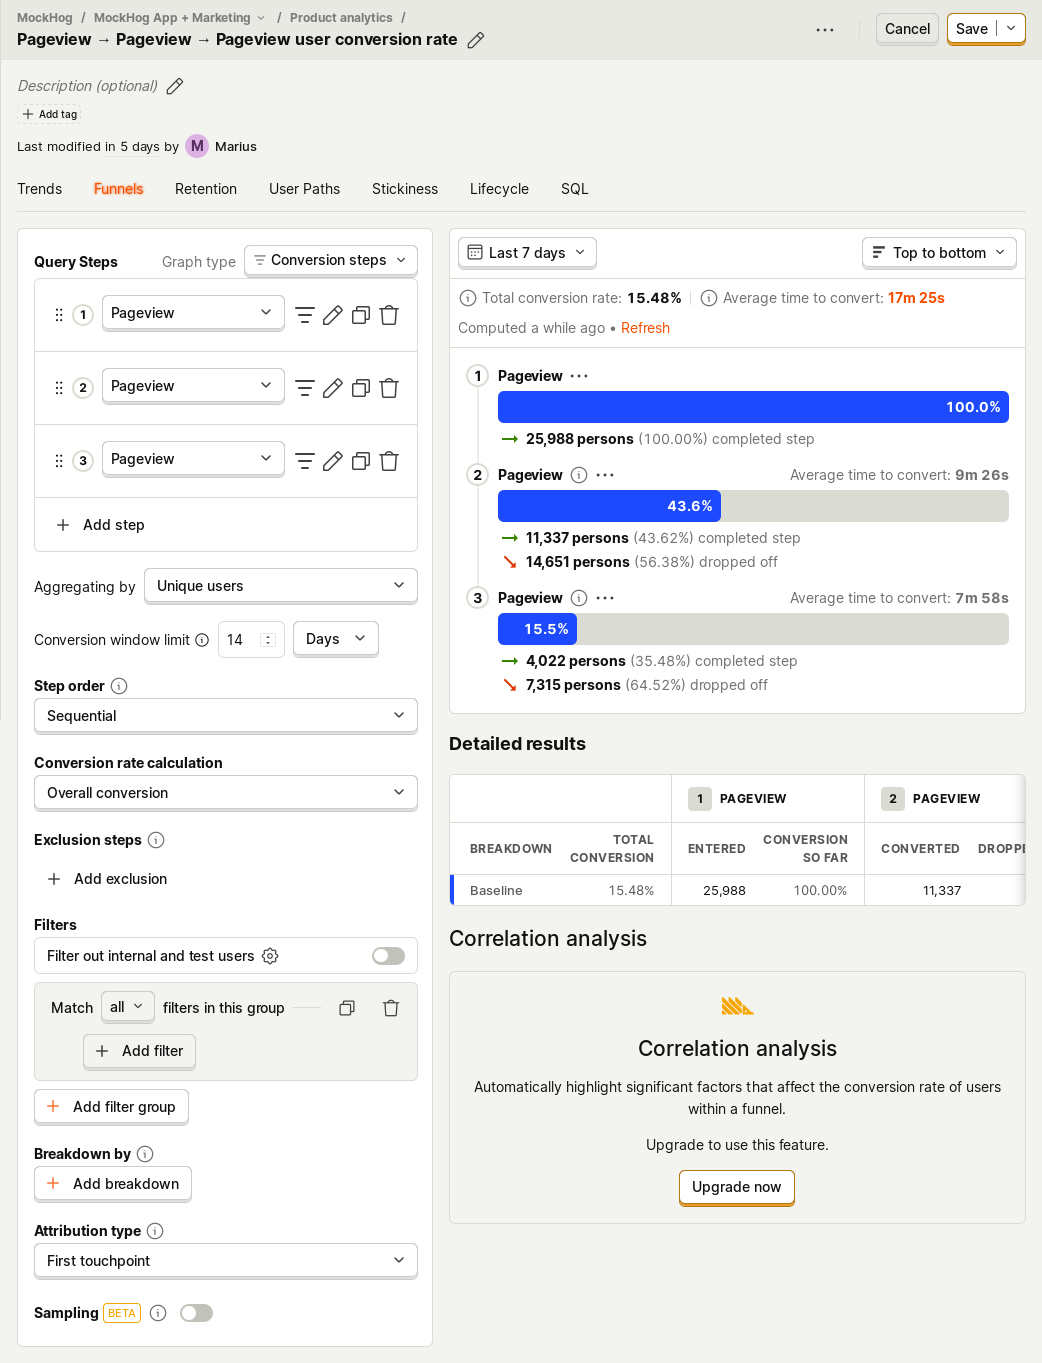 MockHog / MockHog App + Marketing / Product analytics /
Pageview → Pageview → Pageview user conversion rate
Cancel
Save
Description (optional)
Add tag
Last modified in 5 days by M Marius
Trends Funnels Retention User Paths Stickiness Lifecycle SQL
Query Steps
Graph type Conversion steps
1 Pageview
2 Pageview
3 Pageview
Add step
Aggregating by Unique users
Conversion window limit 14 Days
Step order
Sequential
Conversion rate calculation
Overall conversion
Exclusion steps
Add exclusion
Filters
Filter out internal and test users
Match all filters in this group
Add filter
Add filter group
Breakdown by
Add breakdown
Attribution type
First touchpoint
Sampling BETA
Last 7 days
Top to bottom
Total conversion rate: 15.48% Average time to convert: 17m 25s
Computed a while ago • Refresh
1 Pageview
100.0%
→ 25,988 persons (100.00%) completed step
2 Pageview Average time to convert: 9m 26s
43.6%
→ 11,337 persons (43.62%) completed step
↘ 14,651 persons (56.38%) dropped off
3 Pageview Average time to convert: 7m 58s
15.5%
→ 4,022 persons (35.48%) completed step
↘ 7,315 persons (64.52%) dropped off
Detailed results
1 PAGEVIEW 2 PAGEVIEW
BREAKDOWN TOTAL CONVERSION ENTERED CONVERSION SO FAR CONVERTED DROPPE
Baseline 15.48% 25,988 100.00% 11,337
Correlation analysis
Correlation analysis
Automatically highlight significant factors that affect the conversion rate of users
within a funnel.
Upgrade to use this feature.
Upgrade now